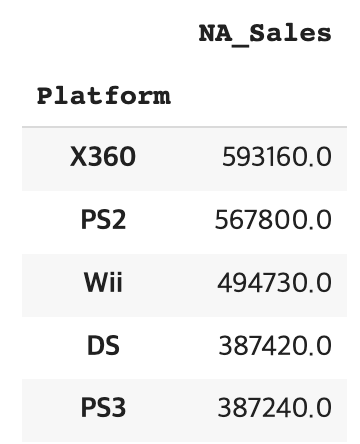 NA_Sales
Platform
X360 593160.0
PS2 567800.0
Wii 494730.0
DS 387420.0
PS3 387240.0